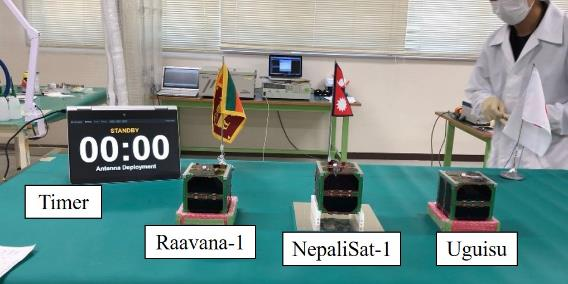 STANDBY
00:00
Antenna Deployment
Timer
Raavana-1
NepaliSat-1
Uguisu